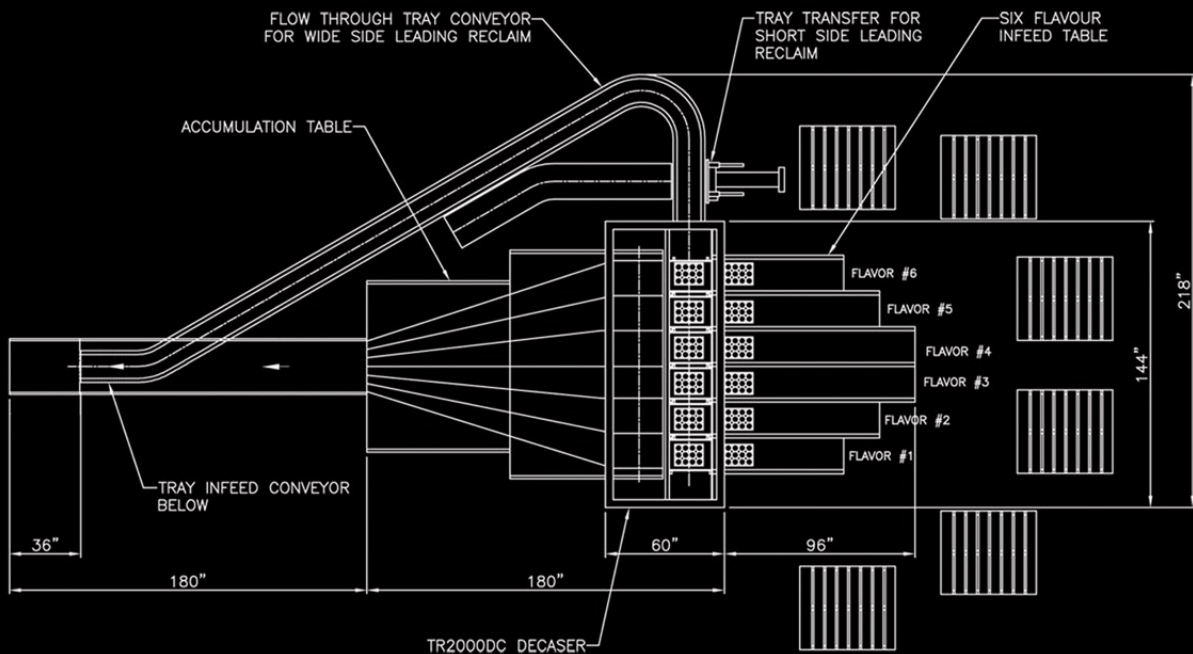 FLOW THROUGH TRAY CONVEYOR
FOR WIDE SIDE LEADING RECLAIM
TRAY TRANSFER FOR
SHORT SIDE LEADING
RECLAIM
SIX FLAVOUR
INFEED TABLE
ACCUMULATION TABLE
FLAVOR #6
FLAVOR #5
FLAVOR #4
FLAVOR #3
FLAVOR #2
FLAVOR #1
218"
144"
TRAY INFEED CONVEYOR
BELOW
36"
60"
96"
180"
180"
TR2000DC DECASER